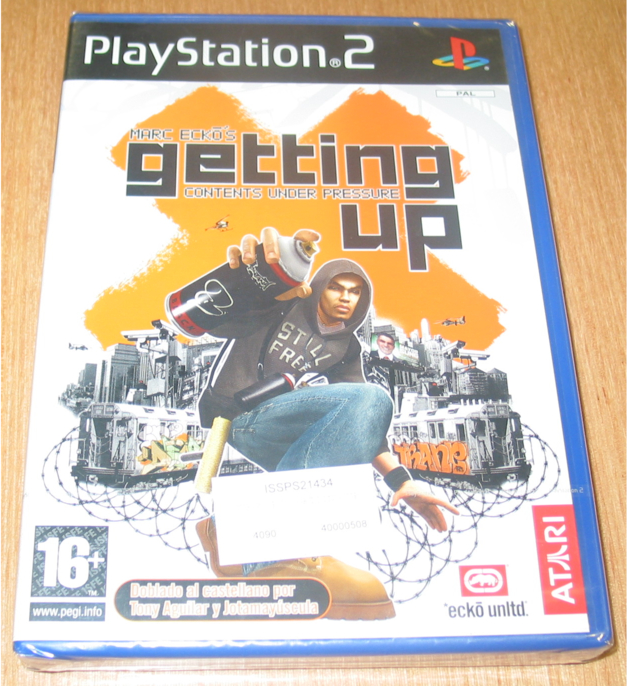 PlayStation®2
PAL
MARC ECKŌ'S
getting
CONTENTS UNDER PRESSURE
up
STILL
FREE
ISSPS21434
4090 40000508
16+
www.pegi.info
Doblado al castellano por
Tony Aguilar y Jotamayúscula
*eckō unltd.
ATARI